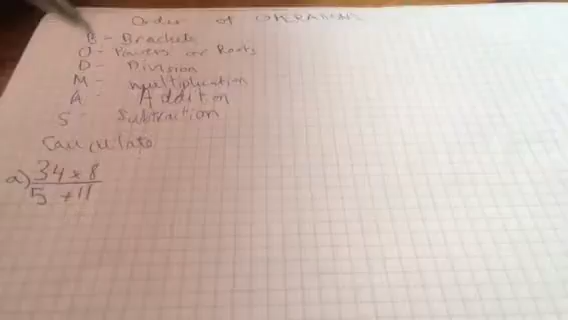 Order of OPERATIONS
B - Brackets
O - Powers or Roots
D - Division
M - multiplication
A - Addition
S - Subtraction
Calculate
a) 34 * 8
5 + 11